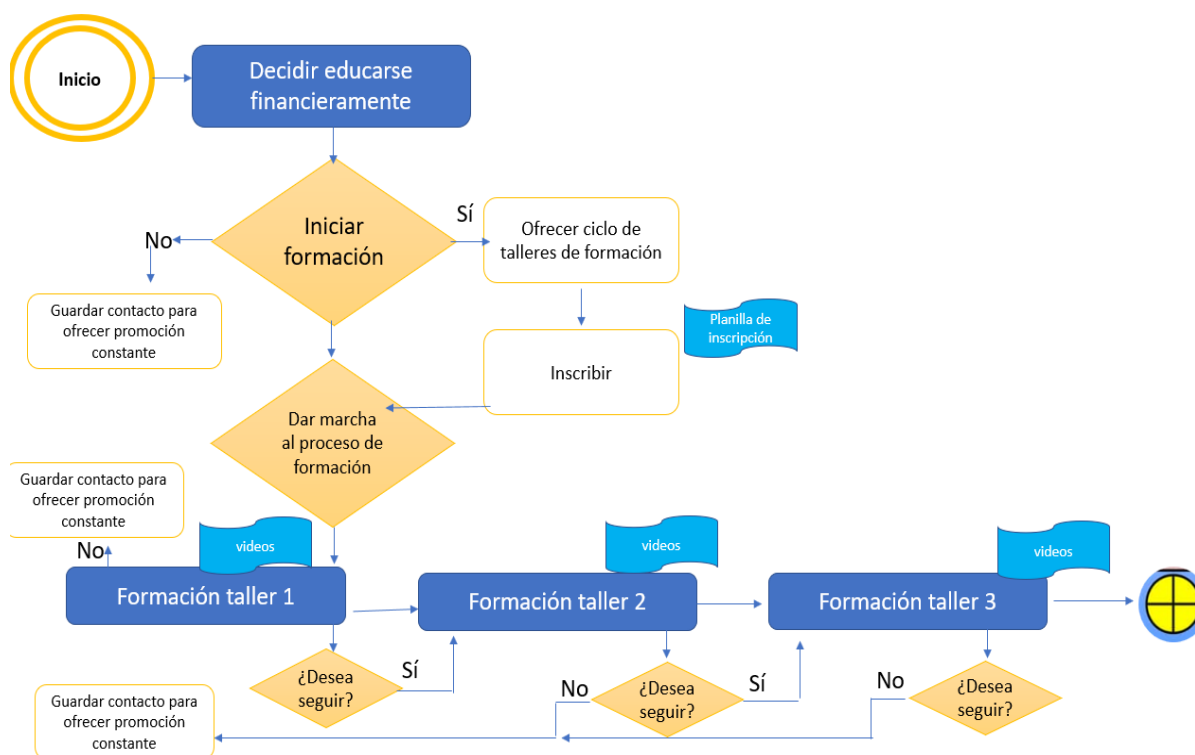 Inicio
Decidir educarse
financieramente
Iniciar
formación
Sí
No
Ofrecer ciclo de
talleres de formación
Guardar contacto para
ofrecer promoción
constante
Planilla de
inscripción
Inscribir
Dar marcha
al proceso de
formación
Guardar contacto para
ofrecer promoción
constante
No
videos
videos
videos
Formación taller 1
Formación taller 2
Formación taller 3
¿Desea
seguir?
Sí
No
¿Desea
seguir?
Sí
No
¿Desea
seguir?
Guardar contacto para
ofrecer promoción
constante